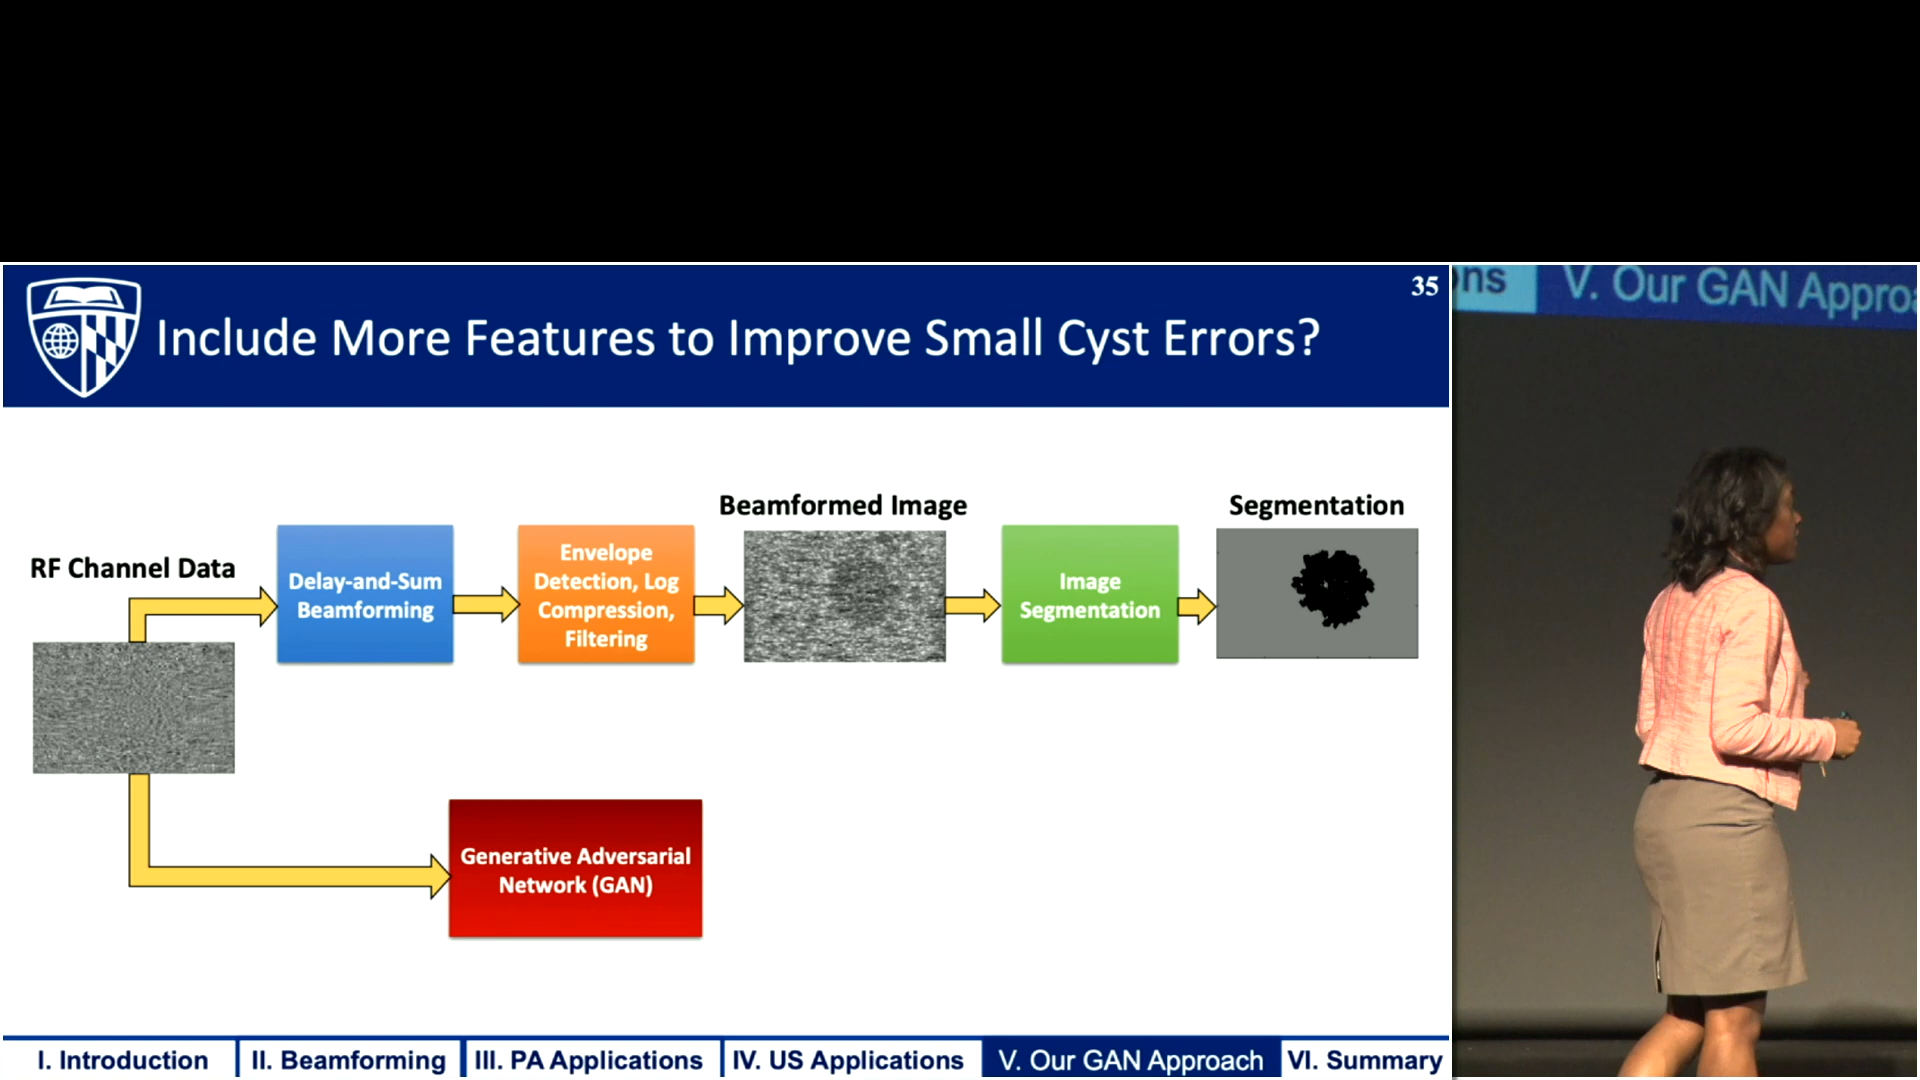 35
Include More Features to Improve Small Cyst Errors?
RF Channel Data
Delay-and-Sum
Beamforming
Envelope
Detection, Log
Compression,
Filtering
Beamformed Image
Image
Segmentation
Segmentation
Generative Adversarial
Network (GAN)
I. Introduction
II. Beamforming
III. PA Applications
IV. US Applications
V. Our GAN Approach
VI. Summary
ons
V. Our GAN Approa